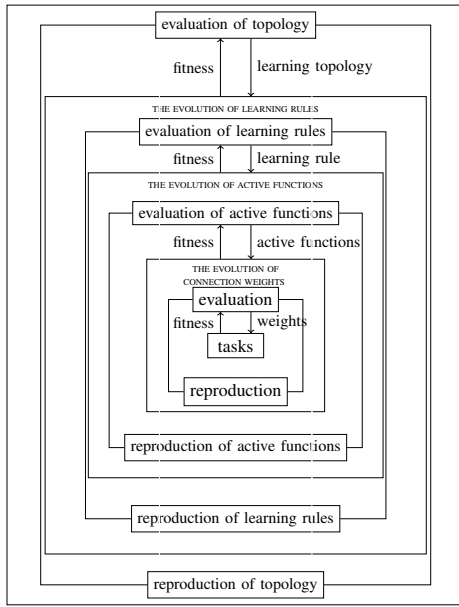 evaluation of topology
fitness
learning topology
THE EVOLUTION OF LEARNING RULES
evaluation of learning rules
fitness
learning rule
THE EVOLUTION OF ACTIVE FUNCTIONS
evaluation of active functions
fitness
active functions
THE EVOLUTION OF
CONNECTION WEIGHTS
evaluation
fitness
weights
tasks
reproduction
reproduction of active functions
reproduction of learning rules
reproduction of topology